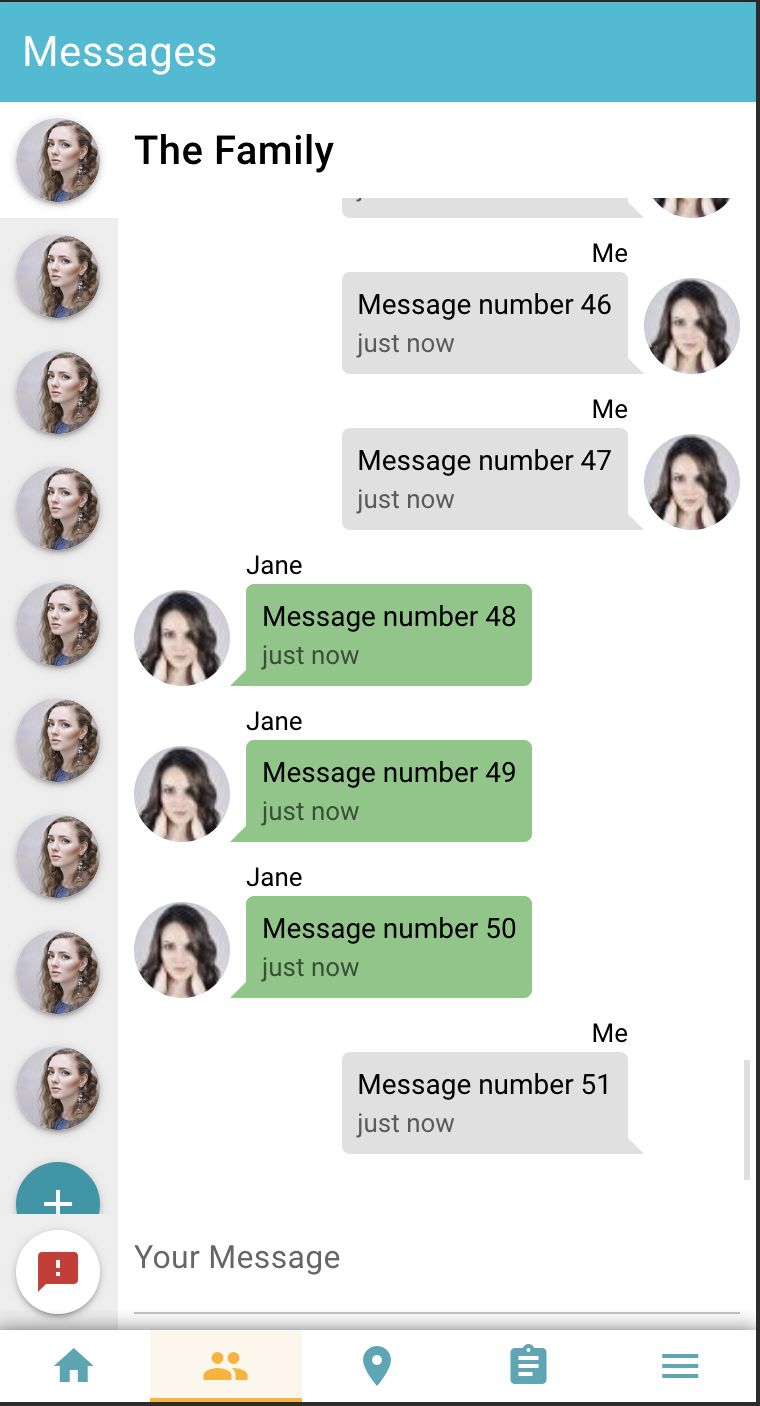 Messages
The Family
Me
Message number 46
just now
Me
Message number 47
just now
Jane
Message number 48
just now
Jane
Message number 49
just now
Jane
Message number 50
just now
Me
Message number 51
just now
Your Message